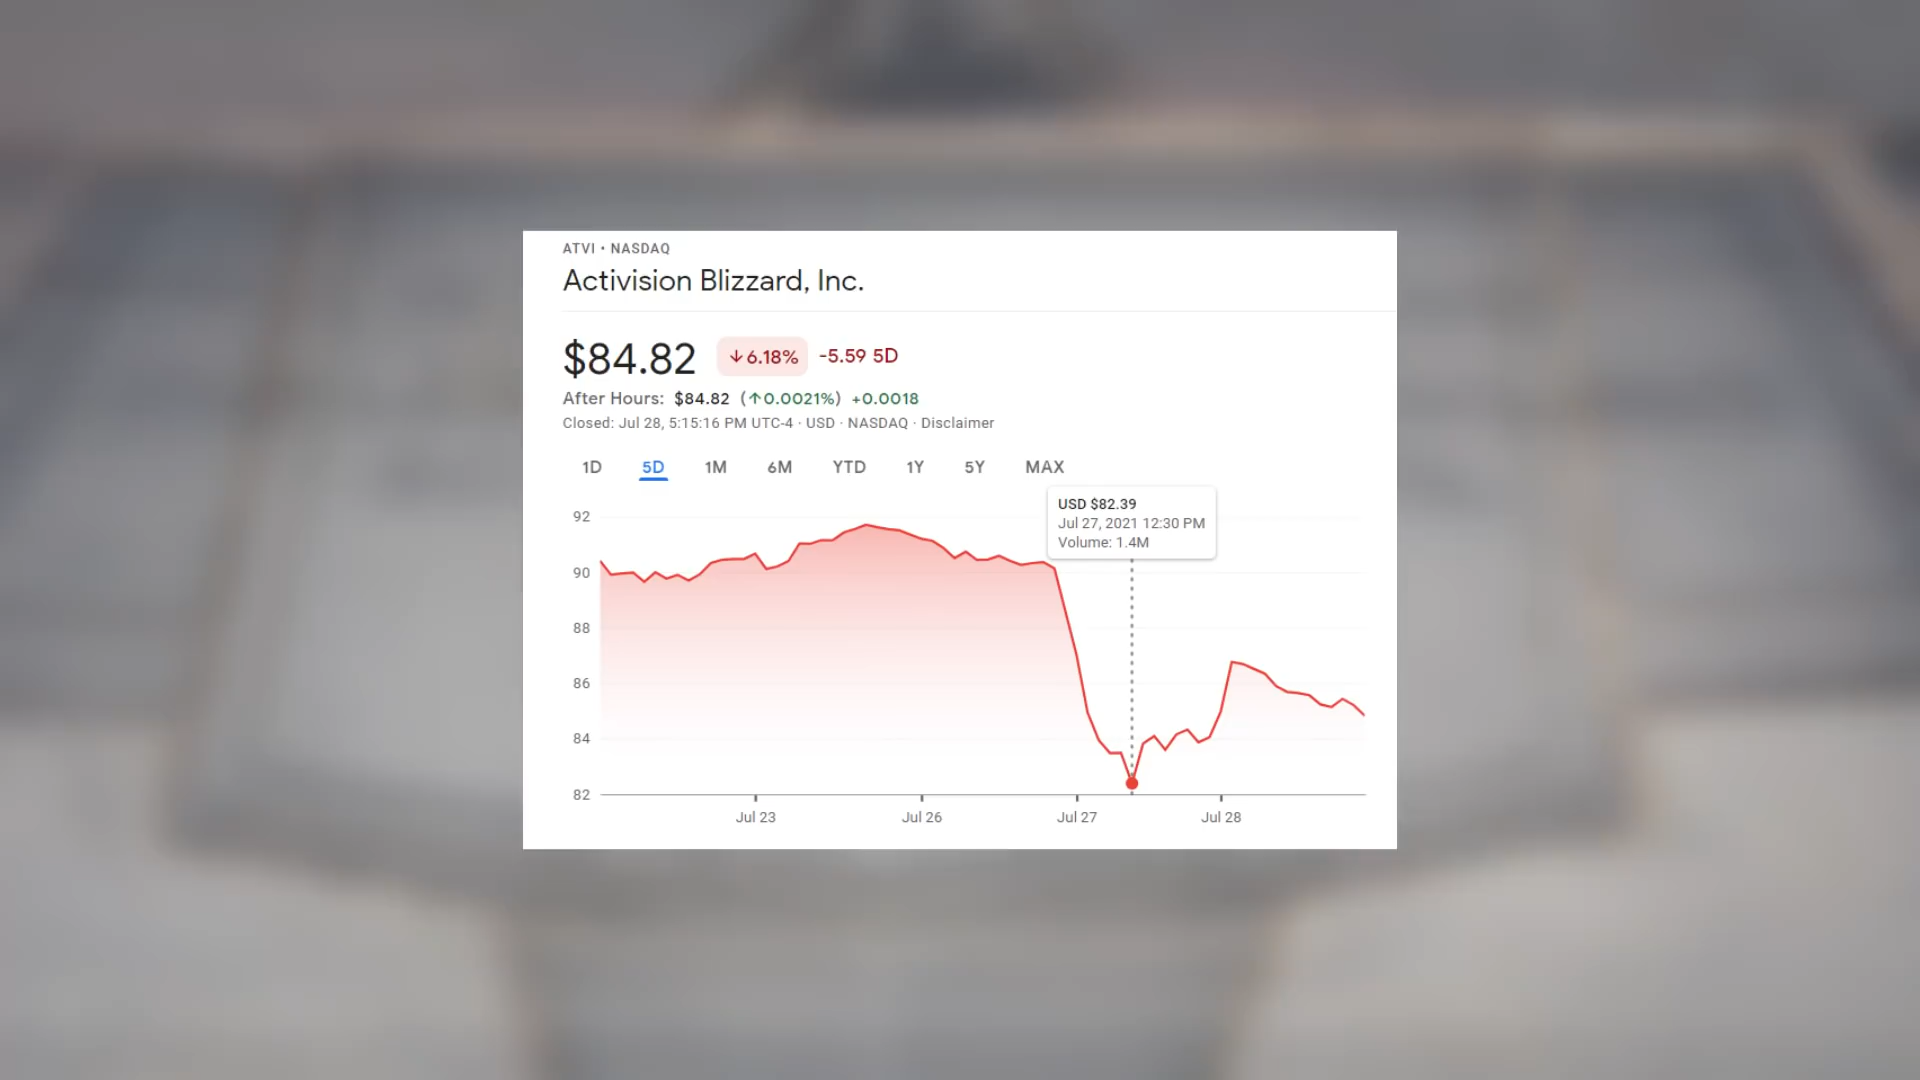 ATVI • NASDAQ
Activision Blizzard, Inc.
$84.82 ↓6.18% -5.59 5D
After Hours: $84.82 (↑0.0021%) +0.0018
Closed: Jul 28, 5:15:16 PM UTC-4 · USD · NASDAQ · Disclaimer
1D 5D 1M 6M YTD 1Y 5Y MAX
USD $82.39
Jul 27, 2021 12:30 PM
Volume: 1.4M
92
90
88
86
84
82
Jul 23 Jul 26 Jul 27 Jul 28